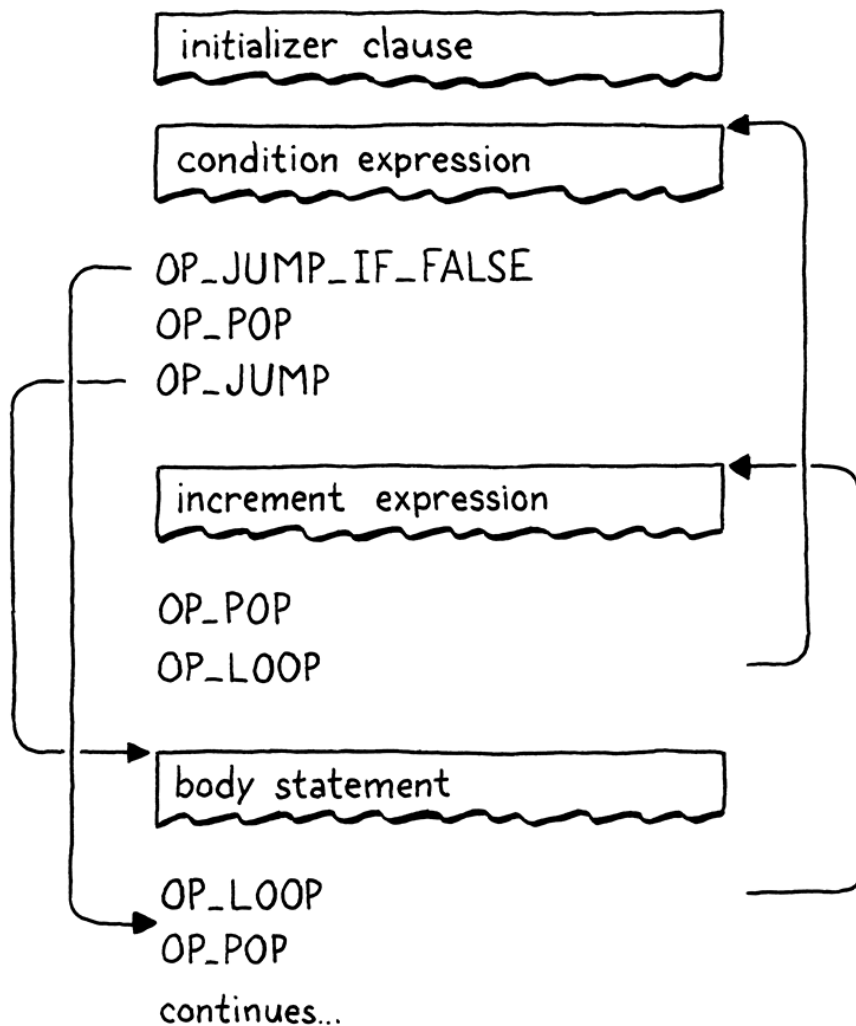 initializer clause
condition expression
OP_JUMP_IF_FALSE
OP_POP
OP_JUMP
increment expression
OP_POP
OP_LOOP
body statement
OP_LOOP
OP_POP
continues...